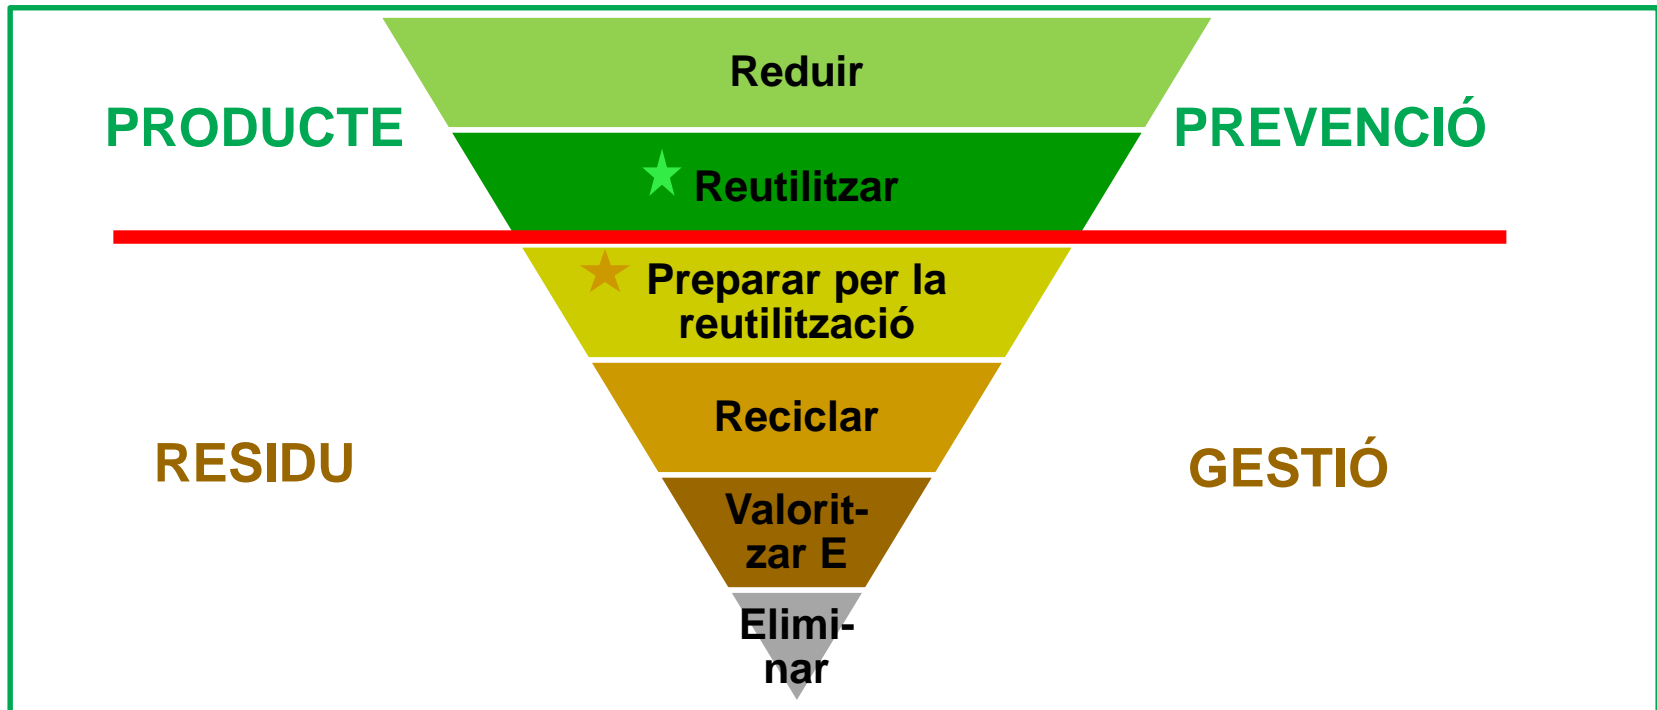 Reduir
PRODUCTE
PREVENCIÓ
Reutilitzar
Preparar per la
reutilització
Reciclar
RESIDU
GESTIÓ
Valorit-
zar E
Elimi-
nar